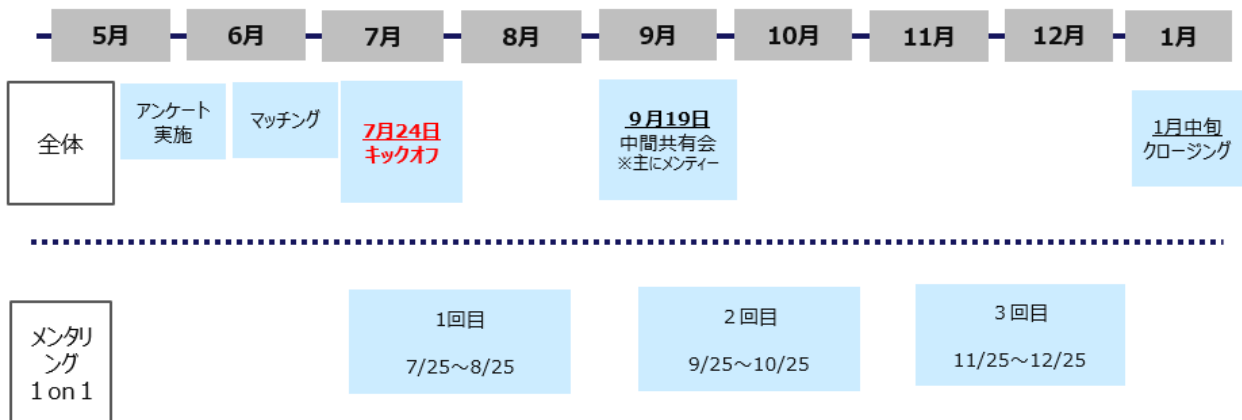 5月
6月
7月
8月
9月
10月
11月
12月
1月
全体
アンケート
実施
マッチング
7月24日
キックオフ
９月19日
中間共有会
※主にメンティー
1月中旬
クロージング
メンタリ
ング
１on１
1回目
7/25～8/25
２回目
9/25～10/25
３回目
11/25～12/25